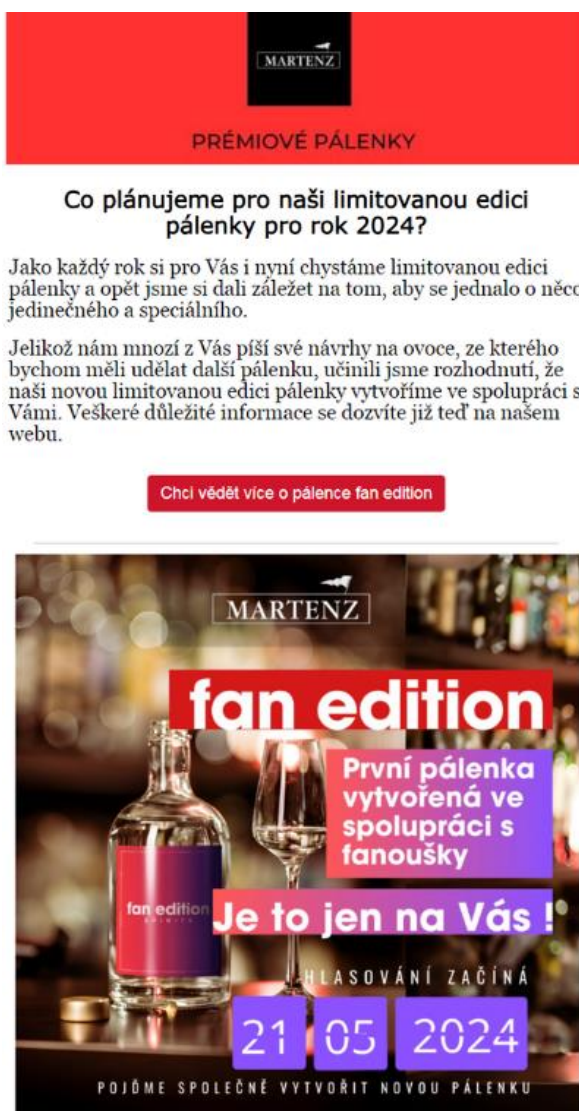 MARTENZ
PRÉMIOVÉ PÁLENKY
Co plánujeme pro naši limitovanou edici
pálenky pro rok 2024?
Jako každý rok si pro Vás i nyní chystáme limitovanou edici
pálenky a opět jsme si dali záležet na tom, aby se jednalo o něco
jedinečného a speciálního.
Jelikož nám mnozí z Vás píší své návrhy na ovoce, ze kterého
bychom měli udělat další pálenku, učinili jsme rozhodnutí, že
naši novou limitovanou edici pálenky vytvoříme ve spolupráci s
Vámi. Veškeré důležité informace se dozvíte již teď na našem
webu.
Chci vědět více o pálence fan edition
MARTENZ
fan edition
První pálenka
vytvořená ve
spolupráci s
fanoušky
fan edition
SPIRITS
Je to jen na Vás !
HLASOVÁNÍ ZAČÍNÁ
21 05 2024
POJĎME SPOLEČNĚ VYTVOŘIT NOVOU PÁLENKU